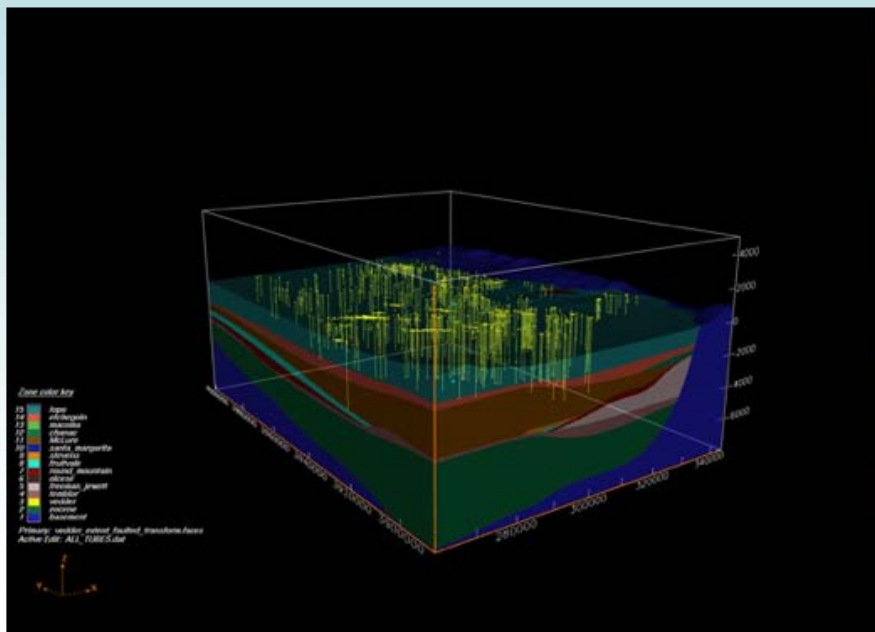 4000
2000
0
-2000
-4000
-6000
280000
300000
320000
340000
Zone color key
15 topo
14 etchegoin
13 macoma
12 chanac
11 McLure
10 santa_margarita
9 stevens
8 fruitvale
7 round_mountain
6 olcese
5 freeman_jewett
4 temblor
3 vedder
2 eocene
1 basement
Primary: vedder_extent_faulted_transform.faces
Active Edit: ALL_TUBES.dat
Z
Y
X